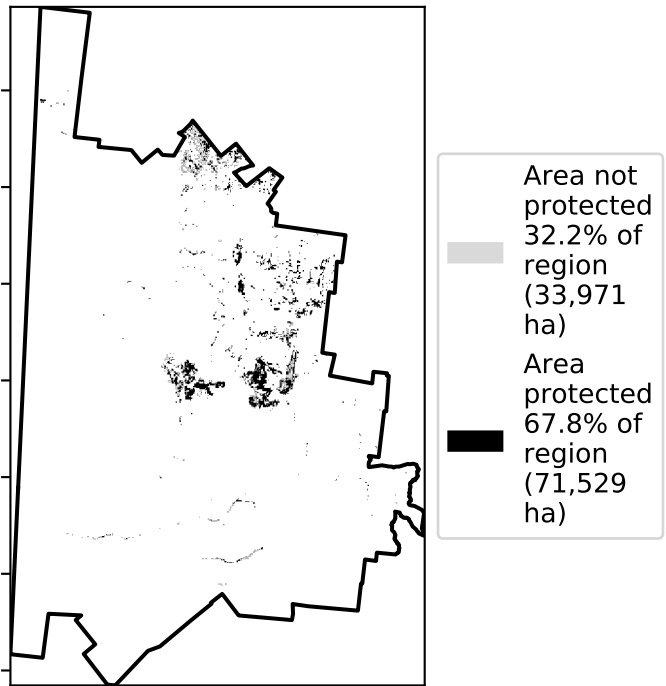 Area not
protected
32.2% of
region
(33,971
ha)
Area
protected
67.8% of
region
(71,529
ha)